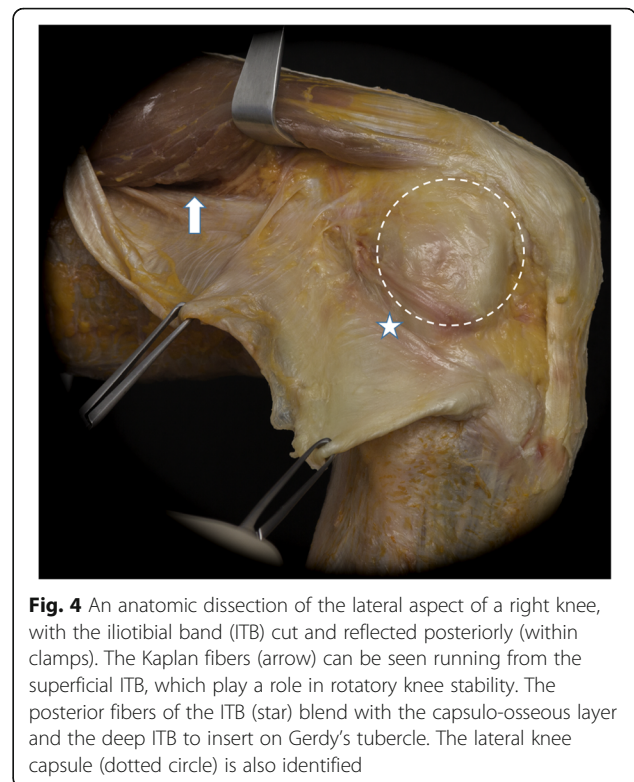 Fig. 4 An anatomic dissection of the lateral aspect of a right knee,
with the iliotibial band (ITB) cut and reflected posteriorly (within
clamps). The Kaplan fibers (arrow) can be seen running from the
superficial ITB, which play a role in rotatory knee stability. The
posterior fibers of the ITB (star) blend with the capsulo-osseous layer
and the deep ITB to insert on Gerdy's tubercle. The lateral knee
capsule (dotted circle) is also identified